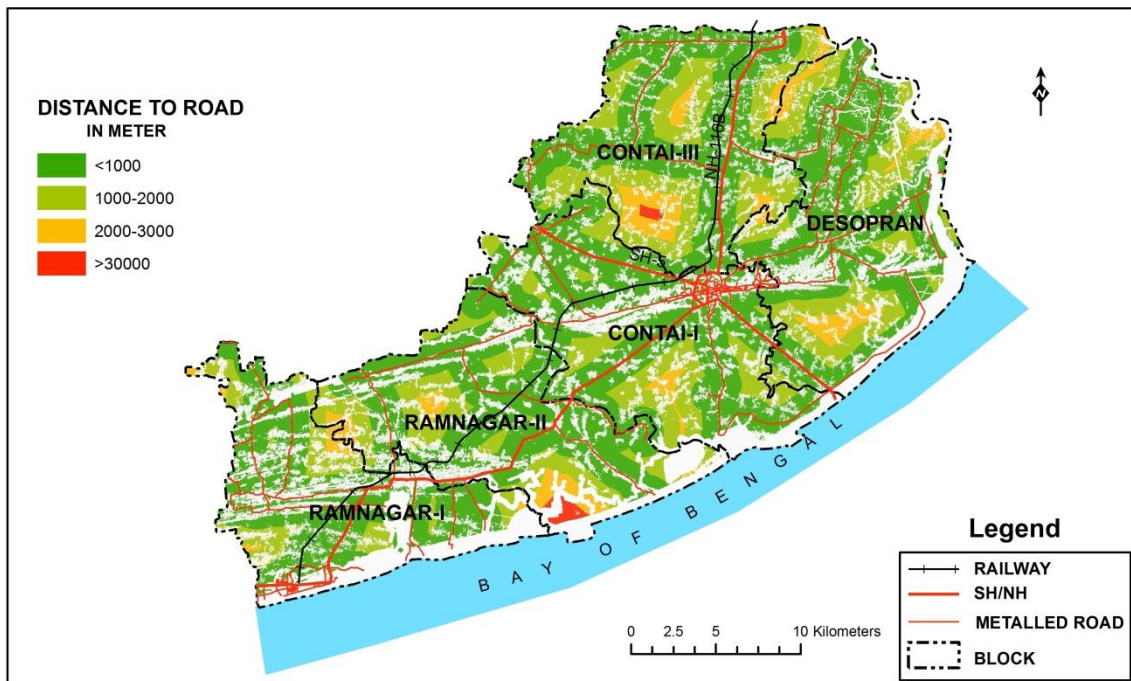 DISTANCE TO ROAD
IN METER
<1000
1000-2000
2000-3000
>30000
N
NH-116B
CONTAI-III
DESOPRAN
SH-5
CONTAI-I
RAMNAGAR-II
RAMNAGAR-I
BAY OF BENGAL
0 2.5 5 10 Kilometers
Legend
RAILWAY
SH/NH
METALLED ROAD
BLOCK